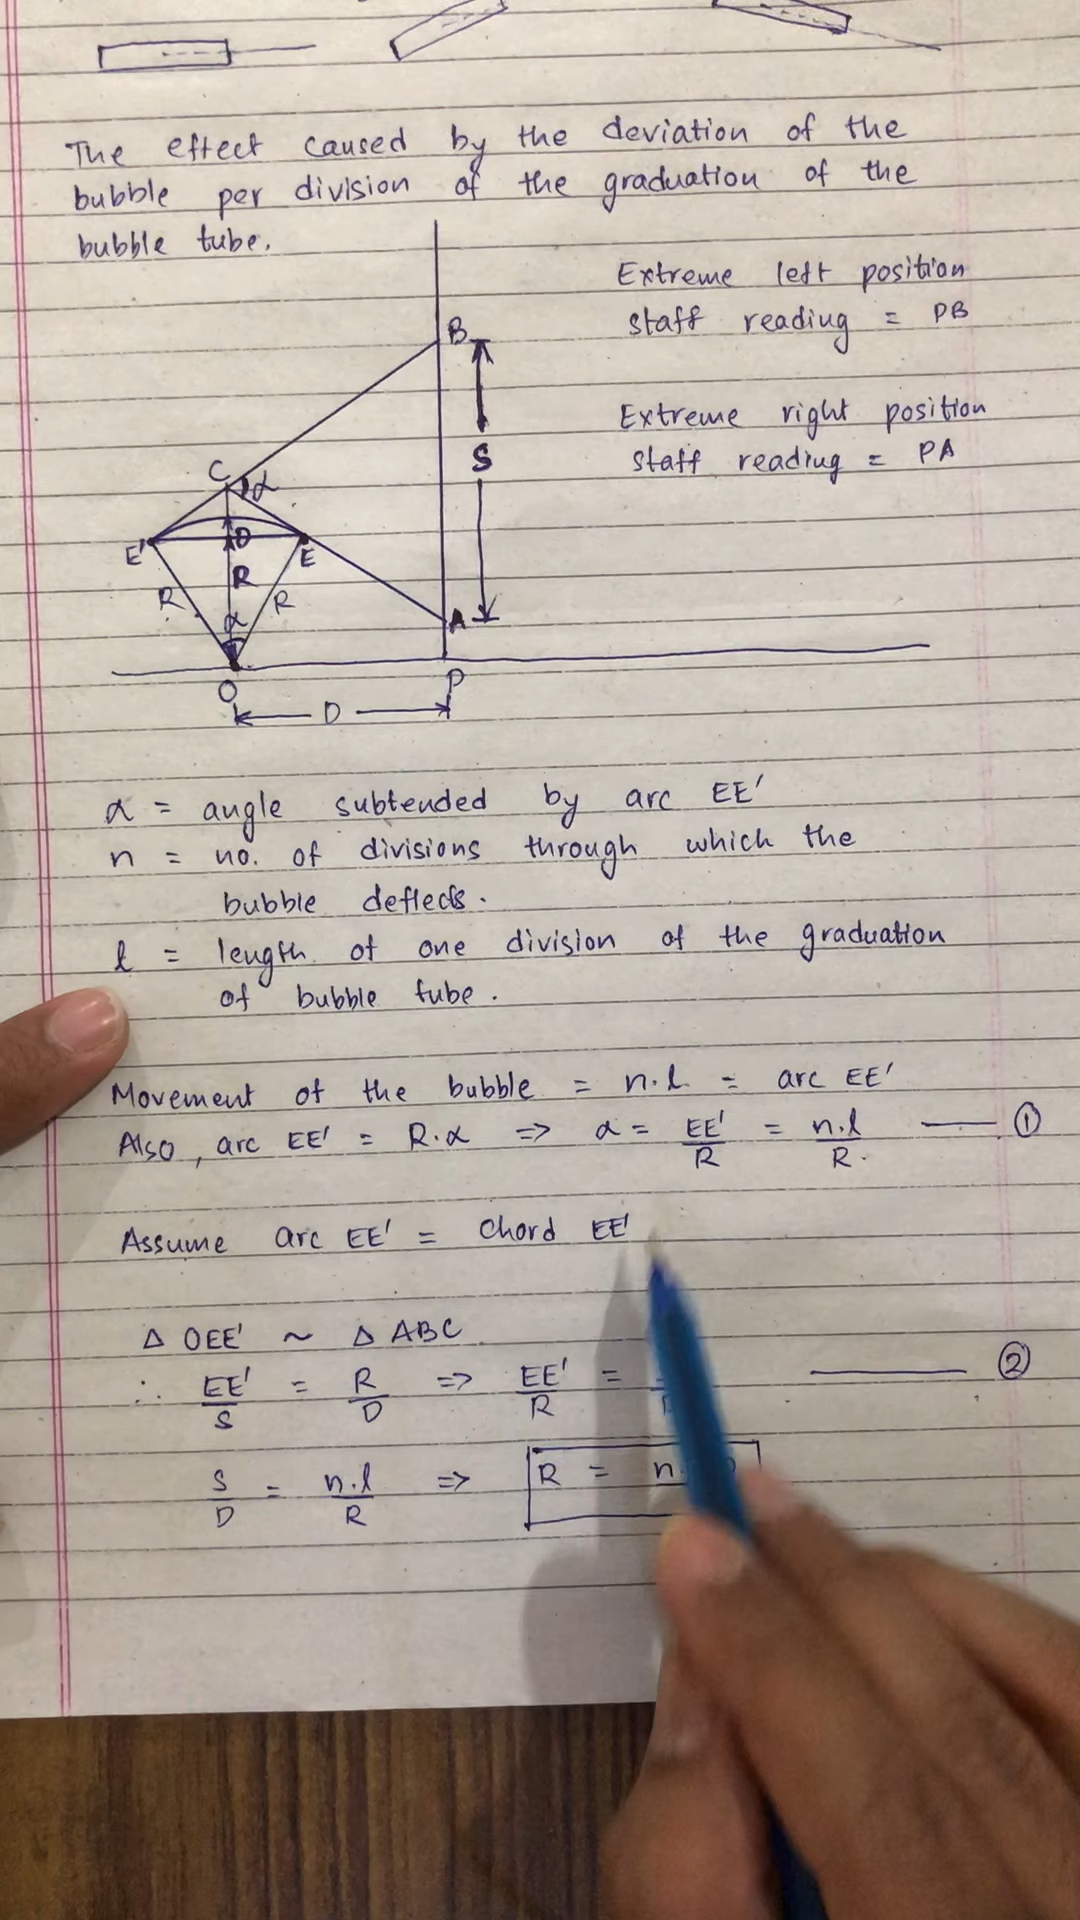 The effect caused by the deviation of the
bubble per division of the graduation of the
bubble tube.
Extreme left position
staff reading = PB
Extreme right position
staff reading = PA
B
S
C α
E' D E
R R R
α
A
O P
D
α = angle subtended by arc EE'
n = no. of divisions through which the
bubble deflects.
l = length of one division of the graduation
of bubble tube.
Movement of the bubble = n.l = arc EE'
Also, arc EE' = R.α => α = EE'/R = n.l/R. — ①
Assume arc EE' = chord EE'
Δ OEE' ~ Δ ABC
∴ EE'/S = R/D => EE'/R = — ②
S/D = n.l/R => R = n